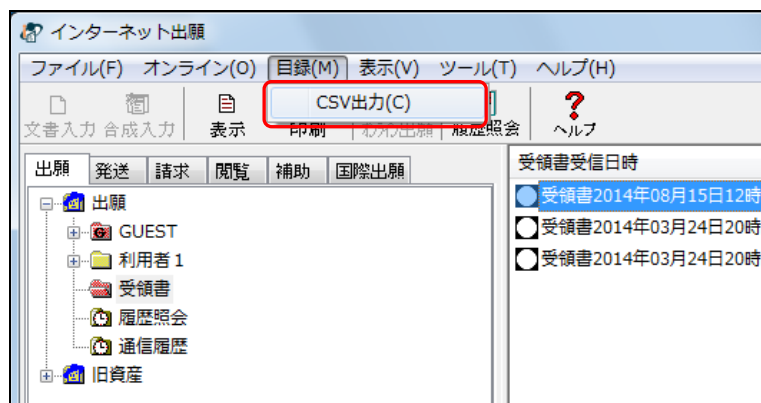 インターネット出願
ファイル(F) オンライン(O) 目録(M) 表示(V) ツール(T) ヘルプ(H)
CSV出力(C)
文書入力 合成入力 表示 印刷 履歴照会 ヘルプ
出願 発送 請求 閲覧 補助 国際出願
受領書受信日時
出願
GUEST
利用者1
受領書
履歴照会
通信履歴
旧資産
受領書2014年08月15日12時
受領書2014年03月24日20時
受領書2014年03月24日20時